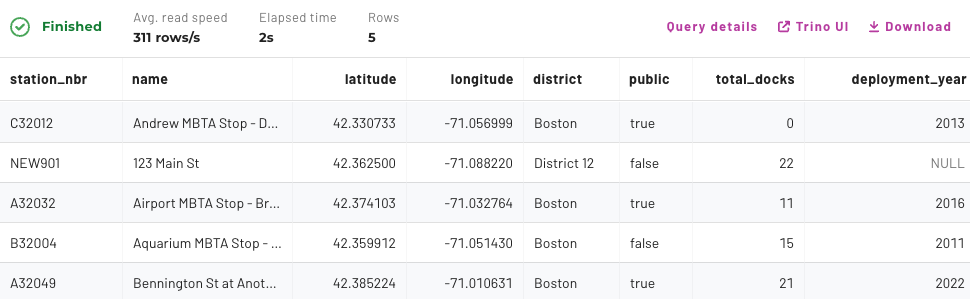 Finished
Avg. read speed Elapsed time Rows
311 rows/s 2s 5
Query details Trino UI Download
station_nbr name latitude longitude district public total_docks deployment_year
C32012 Andrew MBTA Stop - D... 42.330733 -71.056999 Boston true 0 2013
NEW901 123 Main St 42.362500 -71.088220 District 12 false 22 NULL
A32032 Airport MBTA Stop - Br... 42.374103 -71.032764 Boston true 11 2016
B32004 Aquarium MBTA Stop - ... 42.359912 -71.051430 Boston false 15 2011
A32049 Bennington St at Anot... 42.385224 -71.010631 Boston true 21 2022